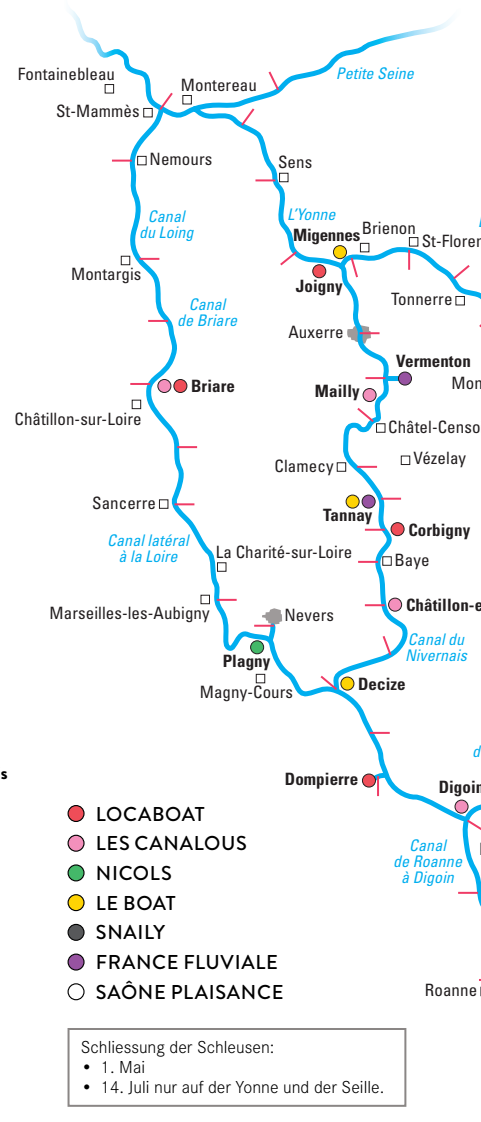 Fontainebleau
Montereau
Petite Seine
St-Mammès
Nemours
Sens
Canal
du Loing
L'Yonne
Migennes
Brienon
St-Floren
Montargis
Joigny
Tonnerre
Canal
de Briare
Auxerre
Vermenton
Briare
Mailly
Mon
Châtillon-sur-Loire
Châtel-Censo
Clamecy
Vézelay
Sancerre
Tannay
Corbigny
Canal latéral
à la Loire
La Charité-sur-Loire
Baye
Marseilles-les-Aubigny
Nevers
Châtillon-e
Canal du
Nivernais
Plagny
Magny-Cours
Decize
d
s
Dompierre
Digoin
LOCABOAT
LES CANALOUS
NICOLS
LE BOAT
SNAILY
FRANCE FLUVIALE
SAÔNE PLAISANCE
Canal
de Roanne
à Digoin
Roanne
Schliessung der Schleusen:
• 1. Mai
• 14. Juli nur auf der Yonne und der Seille.